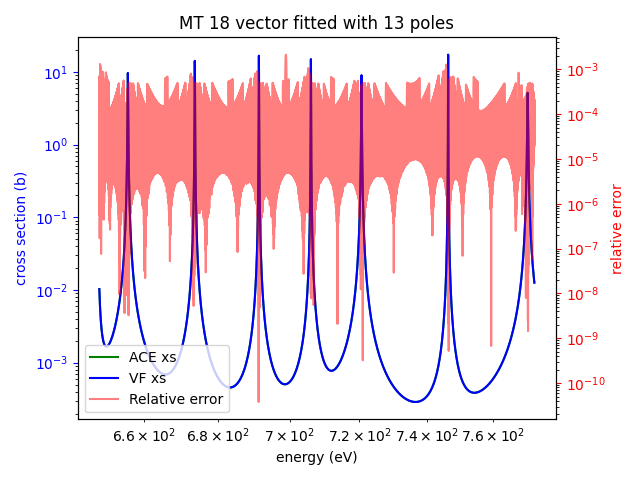 MT 18 vector fitted with 13 poles
10¹
10⁰
10⁻¹
10⁻²
10⁻³
cross section (b)
10⁻³
10⁻⁴
10⁻⁵
10⁻⁶
10⁻⁷
10⁻⁸
10⁻⁹
10⁻¹⁰
relative error
ACE xs
VF xs
Relative error
6.6 × 10² 6.8 × 10² 7 × 10² 7.2 × 10² 7.4 × 10² 7.6 × 10²
energy (eV)